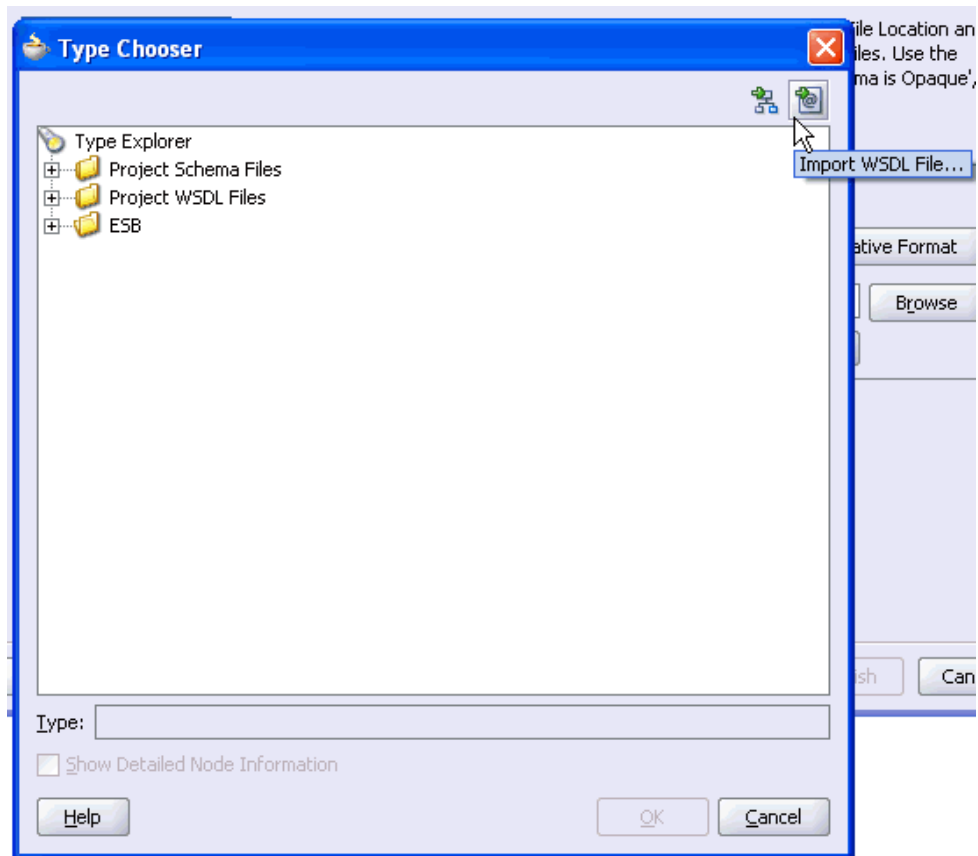 Type Chooser
ile Location an
iles. Use the
ma is Opaque',
Type Explorer
Import WSDL File...
Project Schema Files
Project WSDL Files
ESB
ative Format
Browse
ish
Can
Type:
Show Detailed Node Information
Help
OK
Cancel